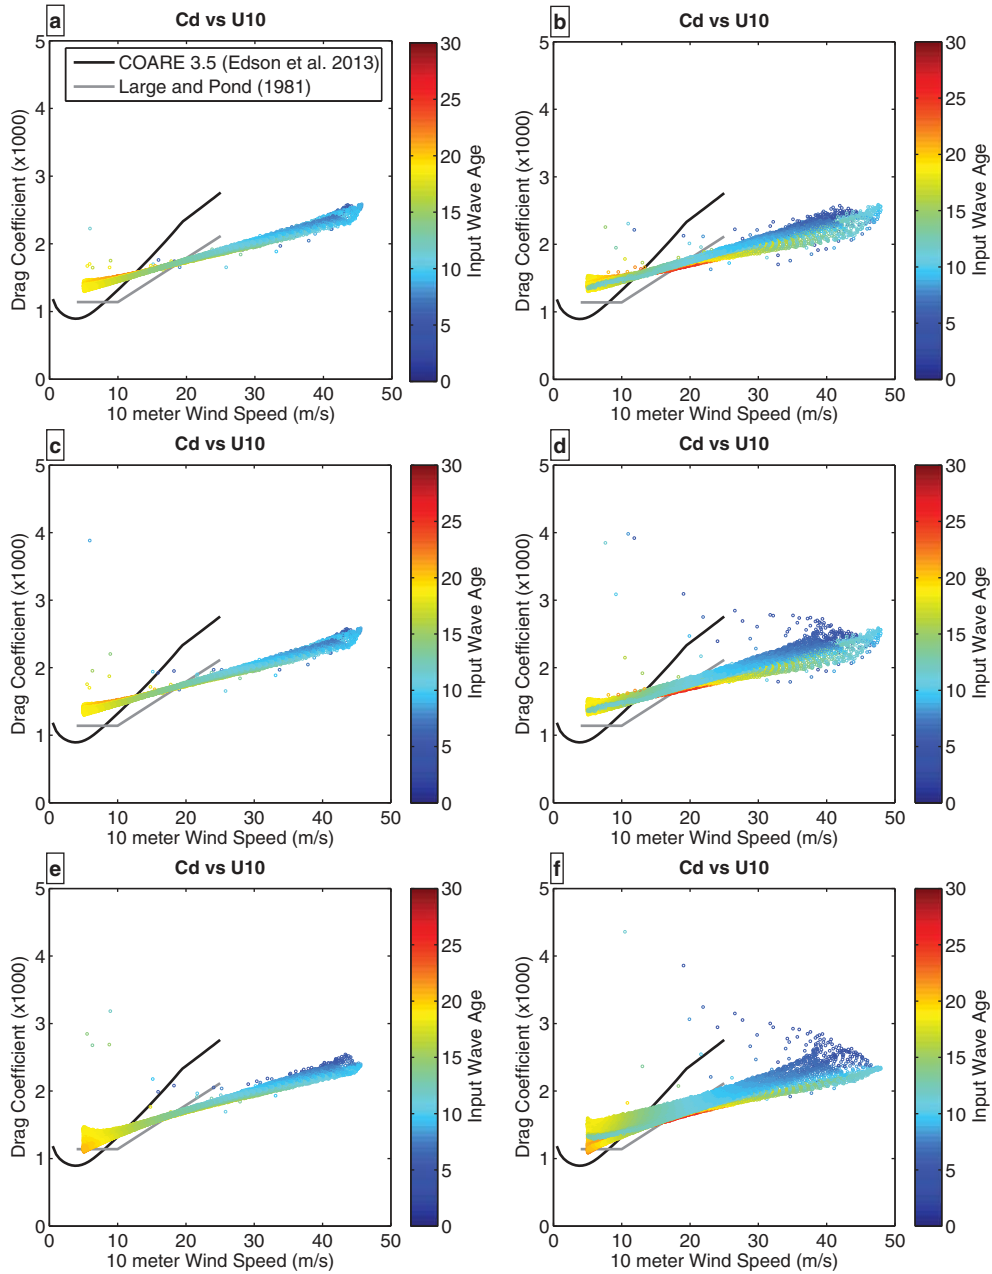 a
Cd vs U10
5
4
3
2
1
0
Drag Coefficient (x1000)
COARE 3.5 (Edson et al. 2013)
Large and Pond (1981)
0 10 20 30 40 50
10 meter Wind Speed (m/s)
30
25
20
15
10
5
0
Input Wave Age
b
Cd vs U10
5
4
3
2
1
0
Drag Coefficient (x1000)
0 10 20 30 40 50
10 meter Wind Speed (m/s)
30
25
20
15
10
5
0
Input Wave Age
c
Cd vs U10
5
4
3
2
1
0
Drag Coefficient (x1000)
0 10 20 30 40 50
10 meter Wind Speed (m/s)
30
25
20
15
10
5
0
Input Wave Age
d
Cd vs U10
5
4
3
2
1
0
Drag Coefficient (x1000)
0 10 20 30 40 50
10 meter Wind Speed (m/s)
30
25
20
15
10
5
0
Input Wave Age
e
Cd vs U10
5
4
3
2
1
0
Drag Coefficient (x1000)
0 10 20 30 40 50
10 meter Wind Speed (m/s)
30
25
20
15
10
5
0
Input Wave Age
f
Cd vs U10
5
4
3
2
1
0
Drag Coefficient (x1000)
0 10 20 30 40 50
10 meter Wind Speed (m/s)
30
25
20
15
10
5
0
Input Wave Age